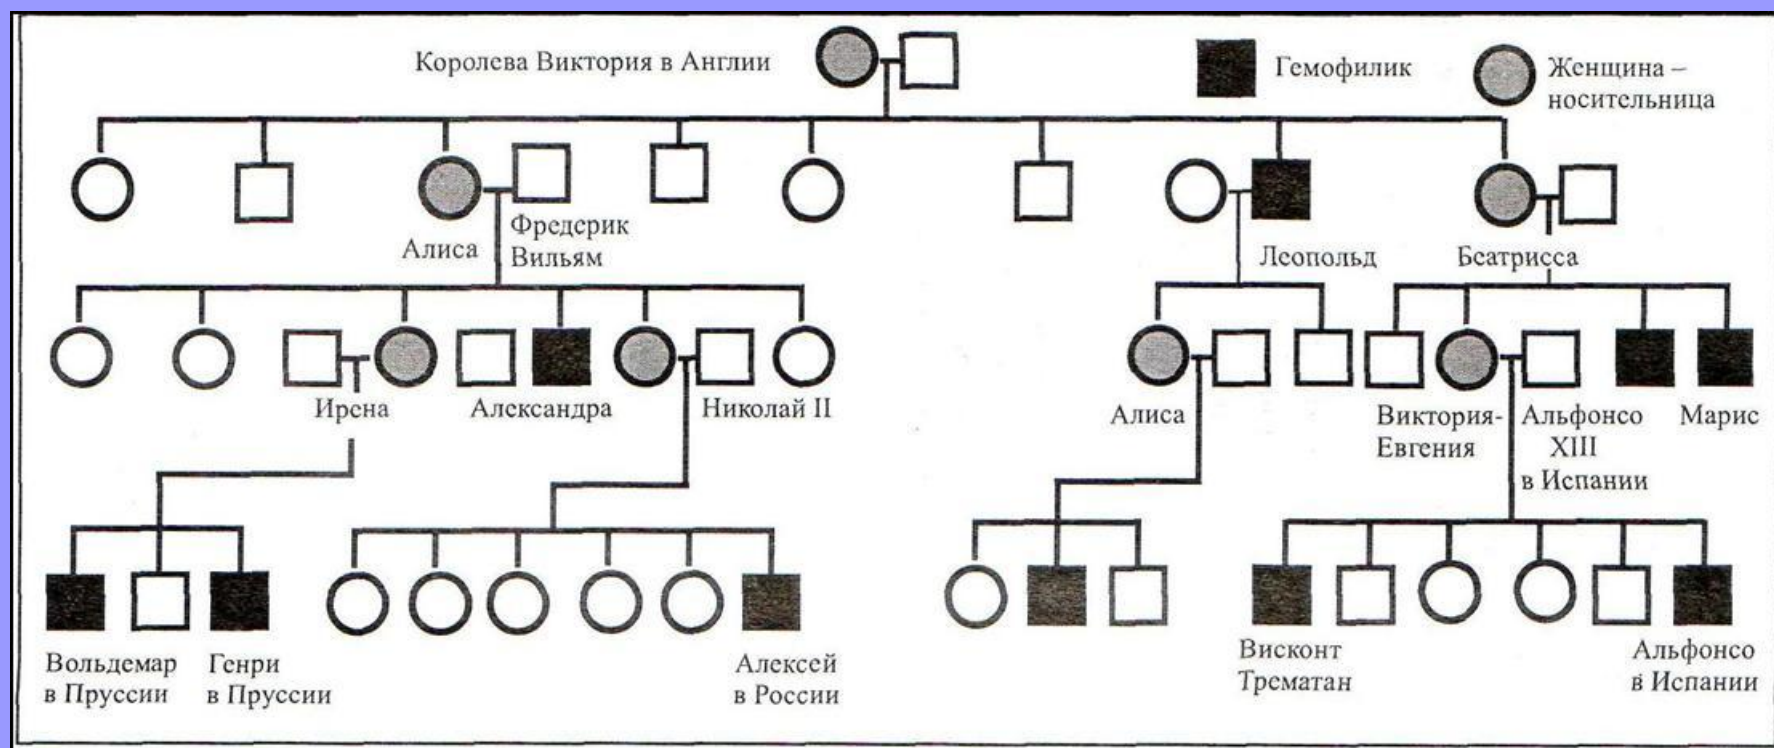 Королева Виктория в Англии
Гемофилик
Женщина –
носительница
Алиса
Фредерик
Вильям
Леопольд
Беатрисса
Ирена
Александра
Николай II
Алиса
Виктория-
Евгения
Альфонсо
XIII
в Испании
Марис
Вольдемар
в Пруссии
Генри
в Пруссии
Алексей
в России
Висконт
Трематан
Альфонсо
в Испании